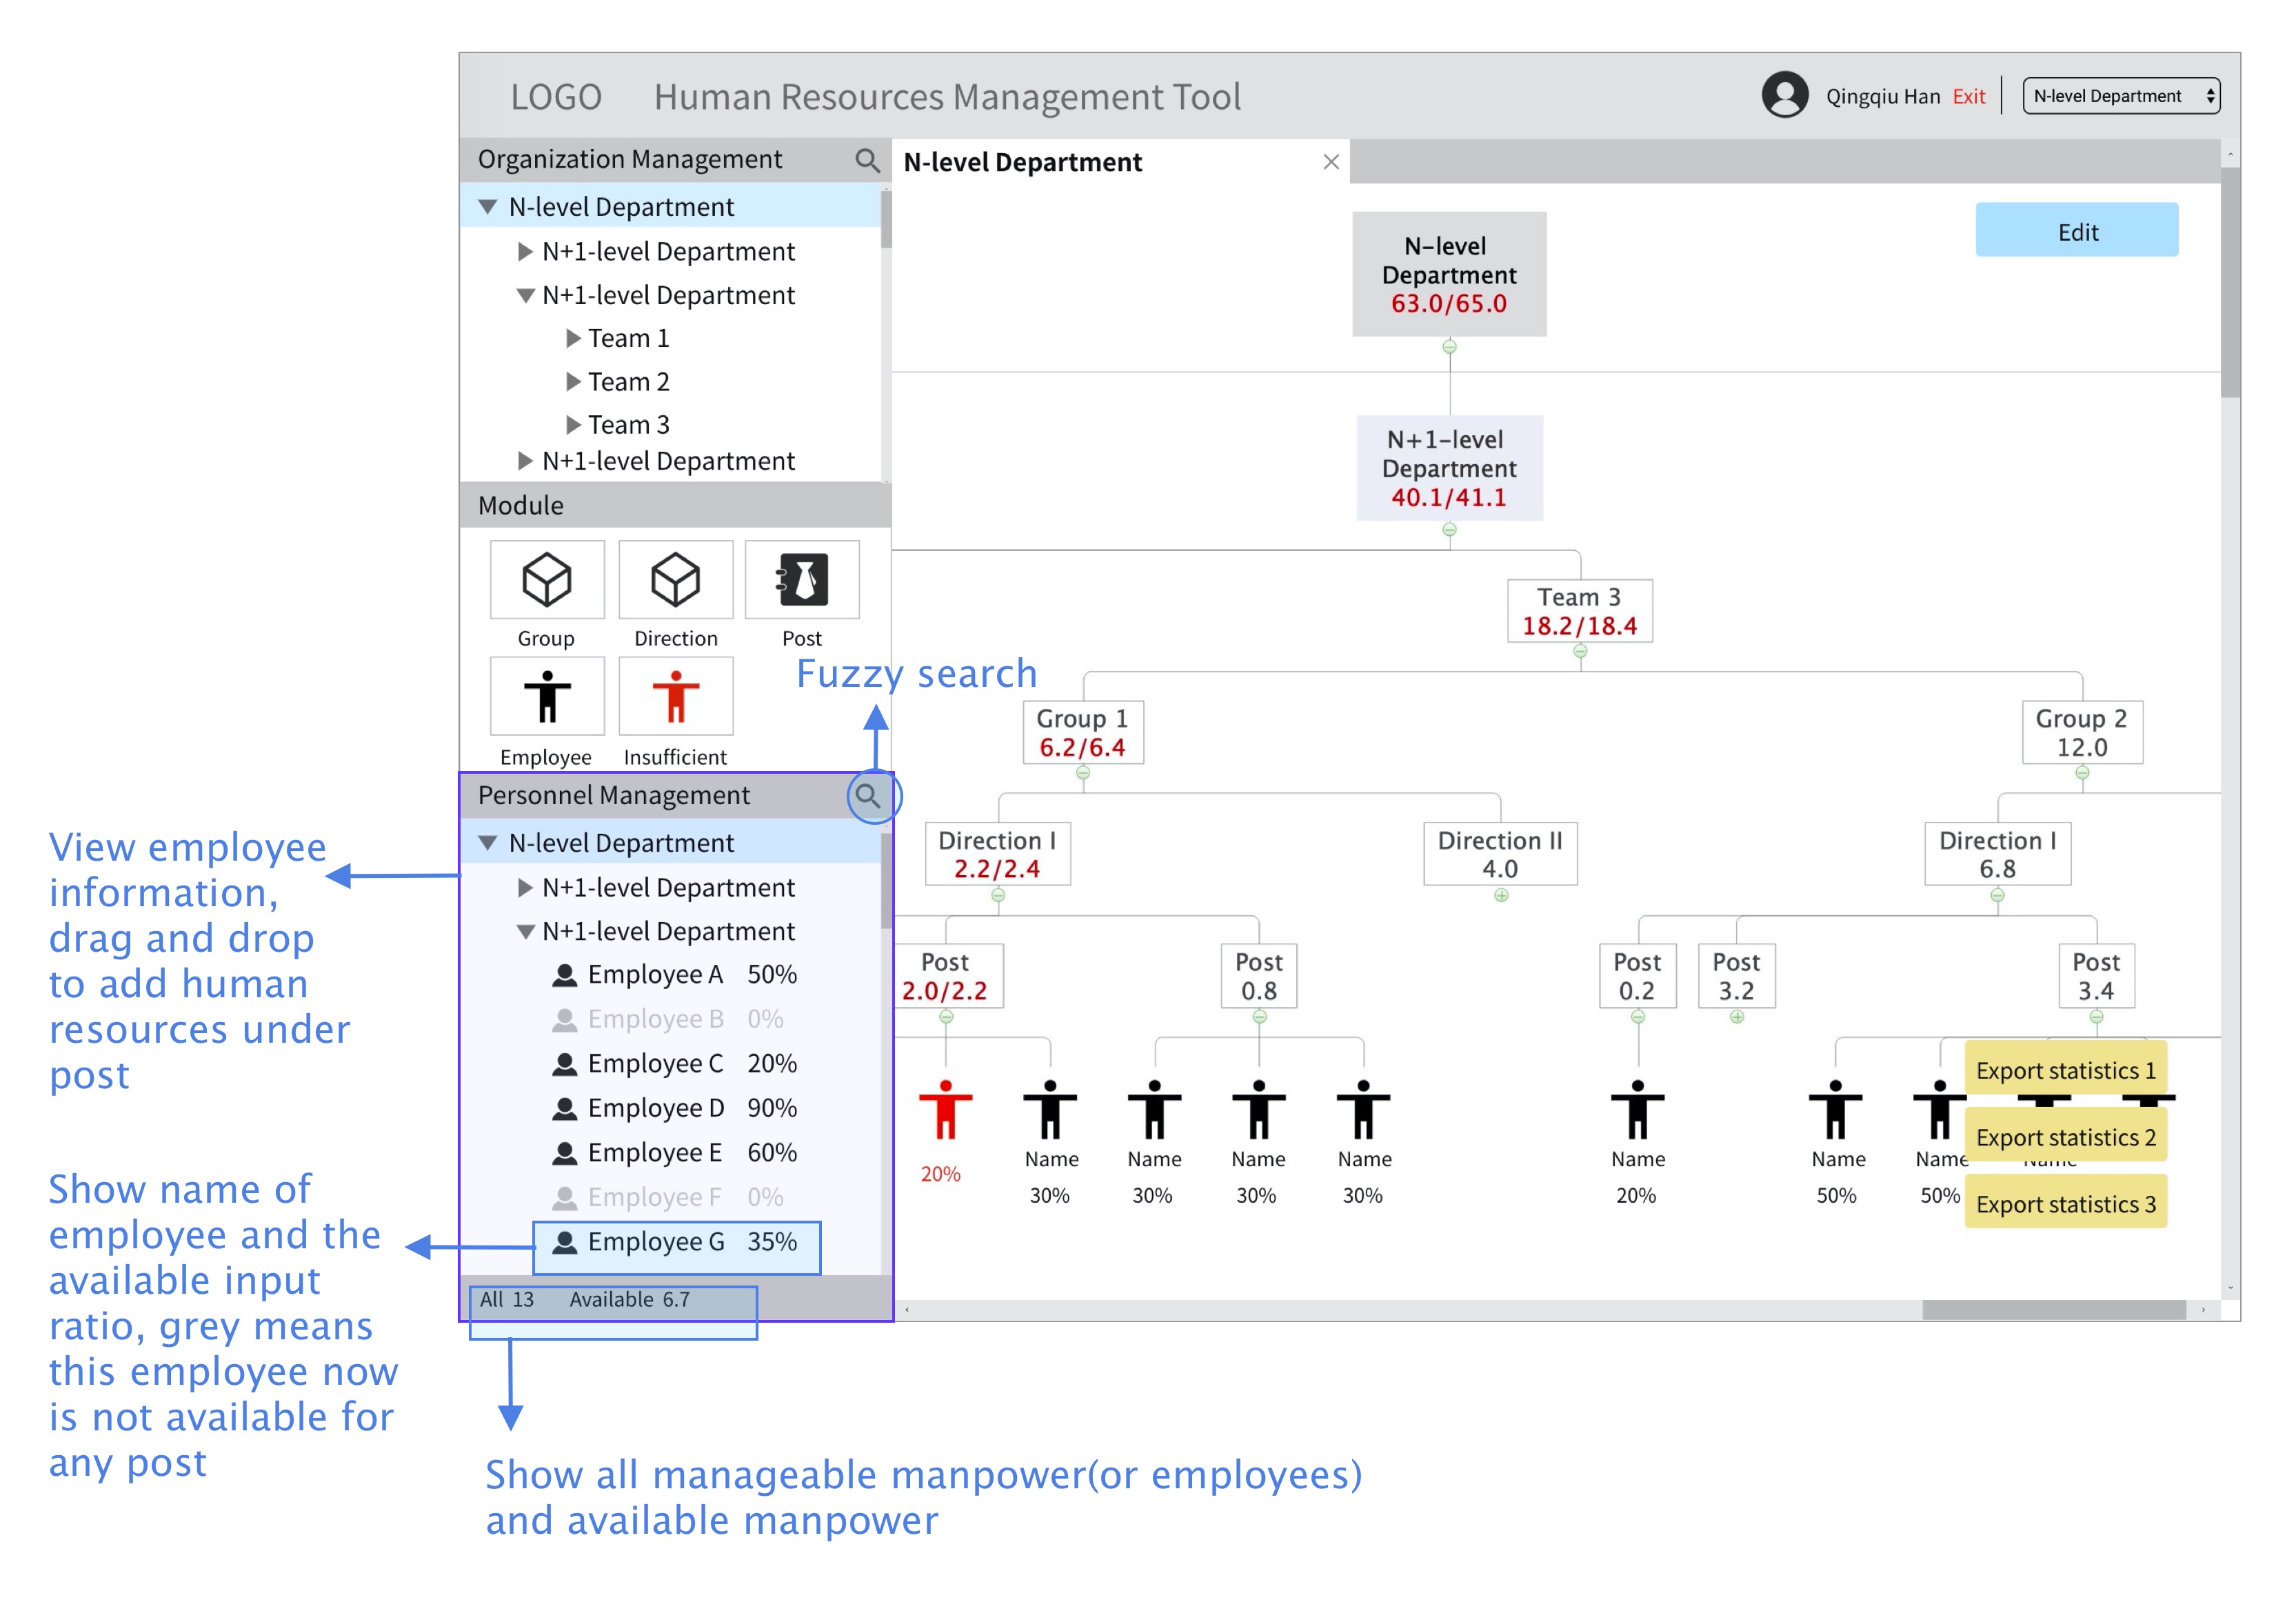 LOGO
Human Resources Management Tool
Qingqiu Han Exit
N-level Department
Organization Management
N-level Department
N+1-level Department
N+1-level Department
Team 1
Team 2
Team 3
N+1-level Department
Module
Group
Direction
Post
Employee
Insufficient
Fuzzy search
Personnel Management
N-level Department
N+1-level Department
N+1-level Department
Employee A 50%
Employee B 0%
Employee C 20%
Employee D 90%
Employee E 60%
Employee F 0%
Employee G 35%
All 13 Available 6.7
View employee
information,
drag and drop
to add human
resources under
post
Show name of
employee and the
available input
ratio, grey means
this employee now
is not available for
any post
Show all manageable manpower(or employees)
and available manpower
N-level Department
Edit
N-level
Department
63.0/65.0
N+1-level
Department
40.1/41.1
Team 3
18.2/18.4
Group 1
6.2/6.4
Group 2
12.0
Direction I
2.2/2.4
Direction II
4.0
Direction I
6.8
Post
2.0/2.2
Post
0.8
Post
0.2
Post
3.2
Post
3.4
20%
Name
30%
Name
30%
Name
30%
Name
30%
Name
20%
Name
50%
Name
50%
Export statistics 1
Export statistics 2
Export statistics 3